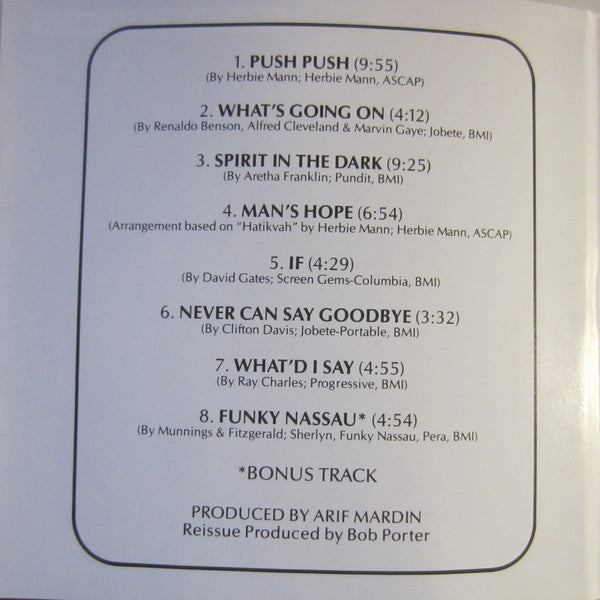 1. PUSH PUSH (9:55)
(By Herbie Mann; Herbie Mann, ASCAP)
2. WHAT'S GOING ON (4:12)
(By Renaldo Benson, Alfred Cleveland & Marvin Gaye; Jobete, BMI)
3. SPIRIT IN THE DARK (9:25)
(By Aretha Franklin; Pundit, BMI)
4. MAN'S HOPE (6:54)
(Arrangement based on "Hatikvah" by Herbie Mann; Herbie Mann, ASCAP)
5. IF (4:29)
(By David Gates; Screen Gems-Columbia, BMI)
6. NEVER CAN SAY GOODBYE (3:32)
(By Clifton Davis; Jobete-Portable, BMI)
7. WHAT'D I SAY (4:55)
(By Ray Charles; Progressive, BMI)
8. FUNKY NASSAU* (4:54)
(By Munnings & Fitzgerald; Sherlyn, Funky Nassau, Pera, BMI)
*BONUS TRACK
PRODUCED BY ARIF MARDIN
Reissue Produced by Bob Porter